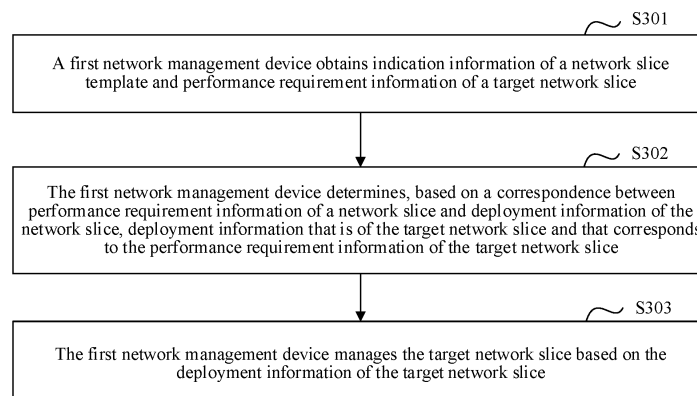 S301
A first network management device obtains indication information of a network slice
template and performance requirement information of a target network slice
S302
The first network management device determines, based on a correspondence between
performance requirement information of a network slice and deployment information of the
network slice, deployment information that is of the target network slice and that corresponds
to the performance requirement information of the target network slice
S303
The first network management device manages the target network slice based on the
deployment information of the target network slice